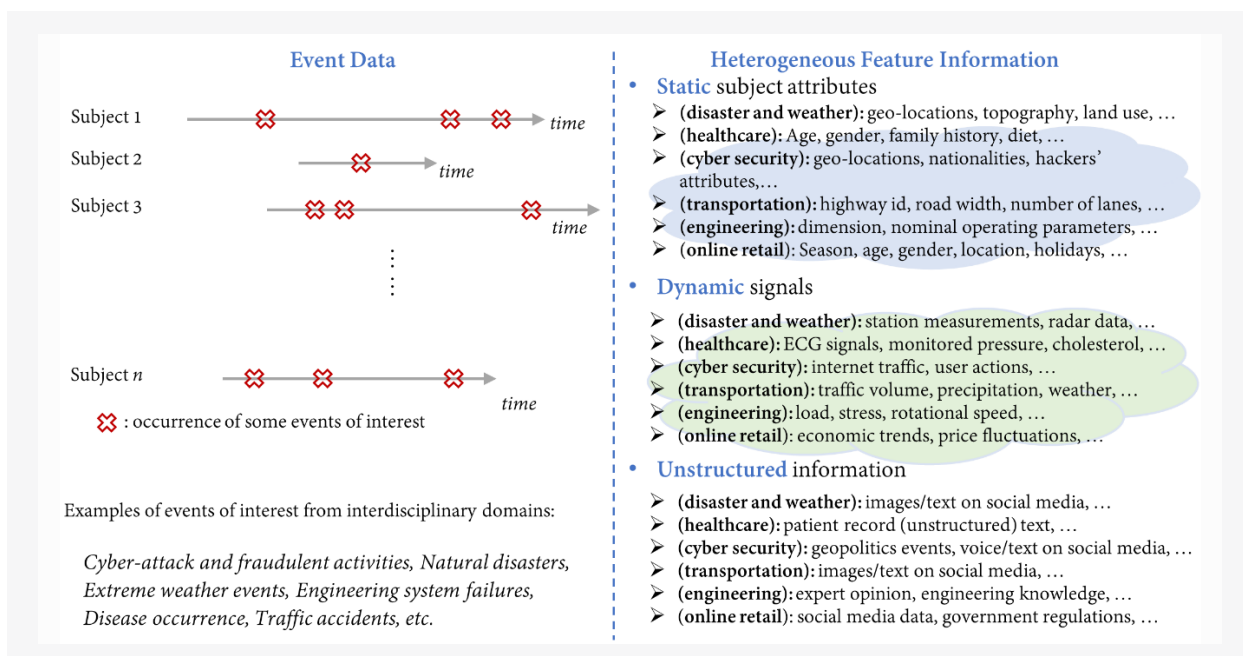 Event Data
Subject 1
time
Subject 2
time
Subject 3
time
Subject n
time
: occurrence of some events of interest
Examples of events of interest from interdisciplinary domains:
Cyber-attack and fraudulent activities, Natural disasters,
Extreme weather events, Engineering system failures,
Disease occurrence, Traffic accidents, etc.
Heterogeneous Feature Information
• Static subject attributes
➢ (disaster and weather): geo-locations, topography, land use, …
➢ (healthcare): Age, gender, family history, diet, …
➢ (cyber security): geo-locations, nationalities, hackers’
attributes,…
➢ (transportation): highway id, road width, number of lanes, …
➢ (engineering): dimension, nominal operating parameters, …
➢ (online retail): Season, age, gender, location, holidays, …
• Dynamic signals
➢ (disaster and weather): station measurements, radar data, …
➢ (healthcare): ECG signals, monitored pressure, cholesterol, …
➢ (cyber security): internet traffic, user actions, …
➢ (transportation): traffic volume, precipitation, weather, …
➢ (engineering): load, stress, rotational speed, …
➢ (online retail): economic trends, price fluctuations, …
• Unstructured information
➢ (disaster and weather): images/text on social media, …
➢ (healthcare): patient record (unstructured) text, …
➢ (cyber security): geopolitics events, voice/text on social media, …
➢ (transportation): images/text on social media, …
➢ (engineering): expert opinion, engineering knowledge, …
➢ (online retail): social media data, government regulations, …